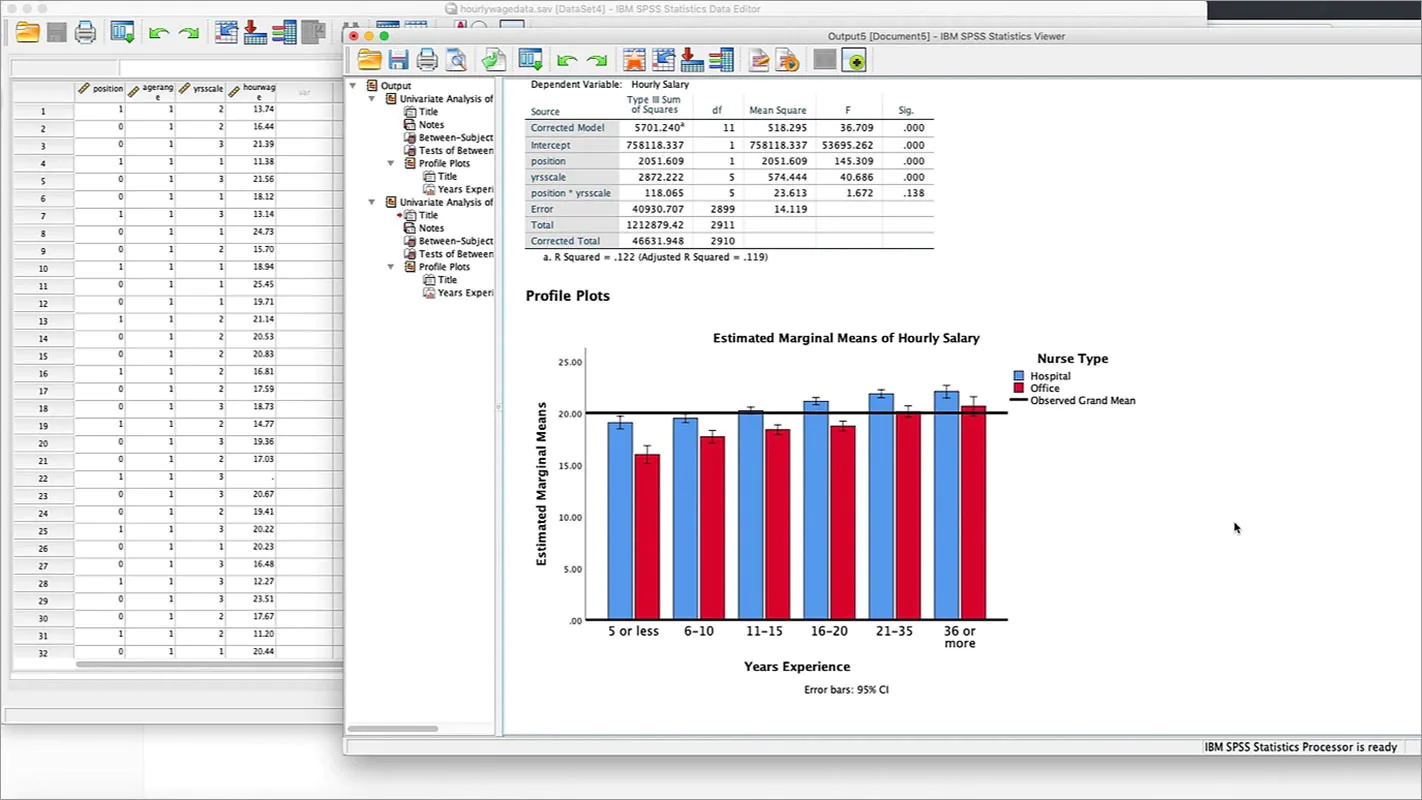 hourlywagedata.sav [DataSet4] - IBM SPSS Statistics Data Editor
Output5 [Document5] - IBM SPSS Statistics Viewer
position agerange yrsscale hourwage var
1 1 1 2 13.74
2 0 1 2 16.44
3 0 1 3 21.39
4 1 1 1 11.38
5 1 1 3 21.56
6 0 1 1 18.12
7 1 1 3 13.14
8 0 1 1 24.73
9 0 1 2 15.70
10 1 1 1 18.94
11 0 1 1 25.45
12 0 1 1 19.71
13 1 1 2 21.14
14 0 1 2 20.53
15 0 1 2 20.83
16 1 1 2 16.81
17 0 1 2 17.59
18 0 1 3 18.73
19 1 1 2 14.77
20 0 1 3 19.36
21 0 1 2 17.03
22 1 1 3 .
23 0 1 3 20.67
24 0 1 2 19.41
25 1 1 3 20.22
26 0 1 1 20.23
27 0 1 3 16.48
28 1 1 3 12.27
29 0 1 3 23.51
30 0 1 2 17.67
31 1 1 2 11.20
32 0 1 1 20.44
Output
Univariate Analysis of
Title
Notes
Between-Subject
Tests of Between
Profile Plots
Title
Years Experi
Univariate Analysis of
Title
Notes
Between-Subject
Tests of Between
Profile Plots
Title
Years Experi
Dependent Variable: Hourly Salary
Source Type III Sum of Squares df Mean Square F Sig.
Corrected Model 5701.240a 11 518.295 36.709 .000
Intercept 758118.337 1 758118.337 53695.262 .000
position 2051.609 1 2051.609 145.309 .000
yrsscale 2872.222 5 574.444 40.686 .000
position * yrsscale 118.065 5 23.613 1.672 .138
Error 40930.707 2899 14.119
Total 1212879.42 2911
Corrected Total 46631.948 2910
a. R Squared = .122 (Adjusted R Squared = .119)
Profile Plots
Estimated Marginal Means of Hourly Salary
Nurse Type
Hospital
Office
Observed Grand Mean
Estimated Marginal Means
25.00
20.00
15.00
10.00
5.00
.00
5 or less 6-10 11-15 16-20 21-35 36 or more
Years Experience
Error bars: 95% CI
IBM SPSS Statistics Processor is ready